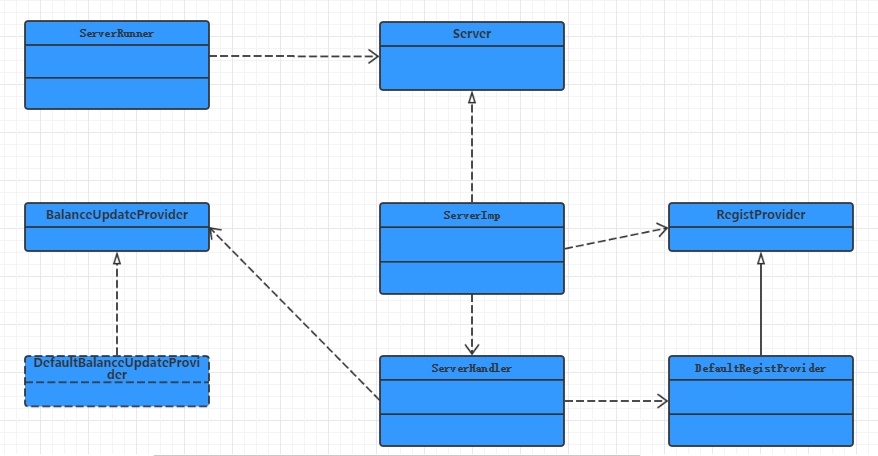 ServerRunner
Server
BalanceUpdateProvider
ServerImp
RegistProvider
DefaultBalanceUpdateProvi
der
ServerHandler
DefaultRegistProvider